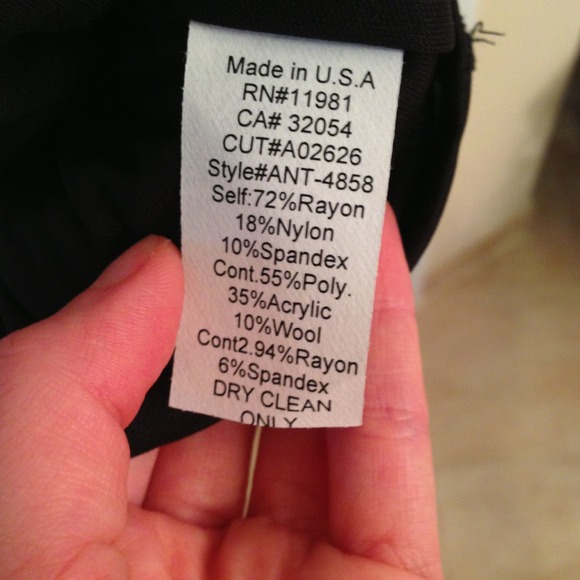 Made in U.S.A
RN#11981
CA# 32054
CUT#A02626
Style#ANT-4858
Self:72%Rayon
18%Nylon
10%Spandex
Cont.55%Poly.
35%Acrylic
10%Wool
Cont2.94%Rayon
6%Spandex
DRY CLEAN
ONLY